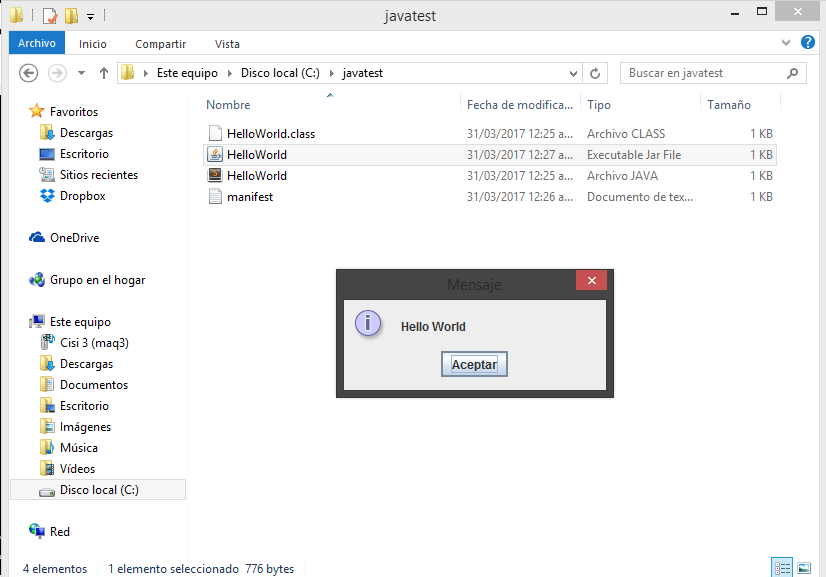 javatest
Archivo Inicio Compartir Vista
Este equipo Disco local (C:) javatest
Buscar en javatest
Nombre Fecha de modifica... Tipo Tamaño
HelloWorld.class 31/03/2017 12:25 a... Archivo CLASS 1 KB
HelloWorld 31/03/2017 12:27 a... Executable Jar File 1 KB
HelloWorld 31/03/2017 12:25 a... Archivo JAVA 1 KB
manifest 31/03/2017 12:26 a... Documento de tex... 1 KB
Favoritos
Descargas
Escritorio
Sitios recientes
Dropbox
OneDrive
Grupo en el hogar
Este equipo
Cisi 3 (maq3)
Descargas
Documentos
Escritorio
Imágenes
Música
Vídeos
Disco local (C:)
Red
Mensaje
Hello World
Aceptar
4 elementos 1 elemento seleccionado 776 bytes